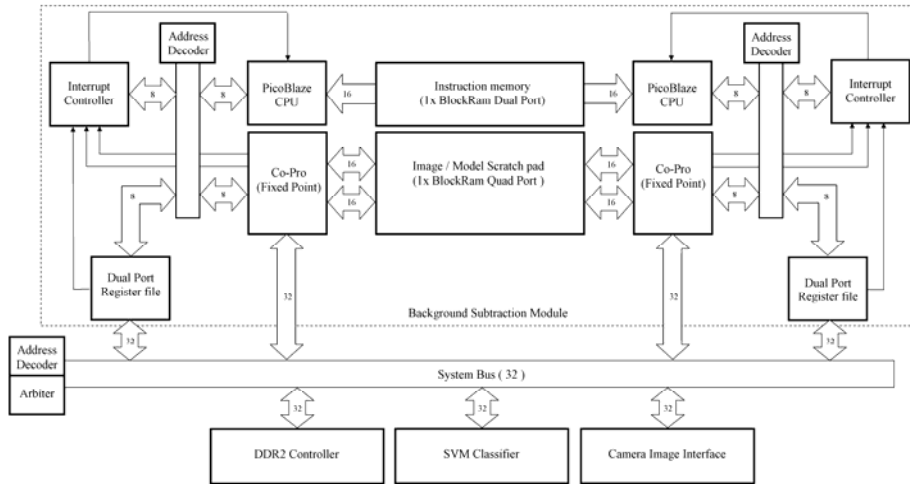 Address
Decoder
Address
Decoder
Interrupt
Controller
8
8
PicoBlaze
CPU
16
Instruction memory
(1x BlockRam Dual Port)
16
PicoBlaze
CPU
8
8
Interrupt
Controller
Co-Pro
(Fixed Point)
16
16
Image / Model Scratch pad
(1x BlockRam Quad Port )
16
16
Co-Pro
(Fixed Point)
8
8
8
8
Dual Port
Register file
32
32
Dual Port
Register file
Background Subtraction Module
32
32
Address
Decoder
Arbiter
System Bus ( 32 )
32
32
32
DDR2 Controller
SVM Classifier
Camera Image Interface